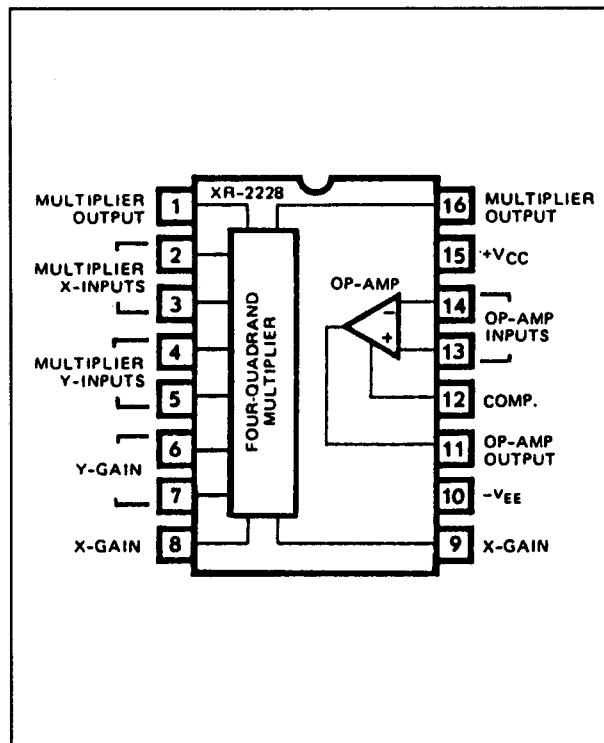 XR-2228
MULTIPLIER
OUTPUT
1
2
MULTIPLIER
X-INPUTS
3
4
MULTIPLIER
Y-INPUTS
5
6
Y-GAIN
7
X-GAIN
8
FOUR-QUADRAND
MULTIPLIER
OP-AMP
−
+
16
MULTIPLIER
OUTPUT
15
+VCC
14
OP-AMP
INPUTS
13
12
COMP.
11
OP-AMP
OUTPUT
10
-VEE
9
X-GAIN